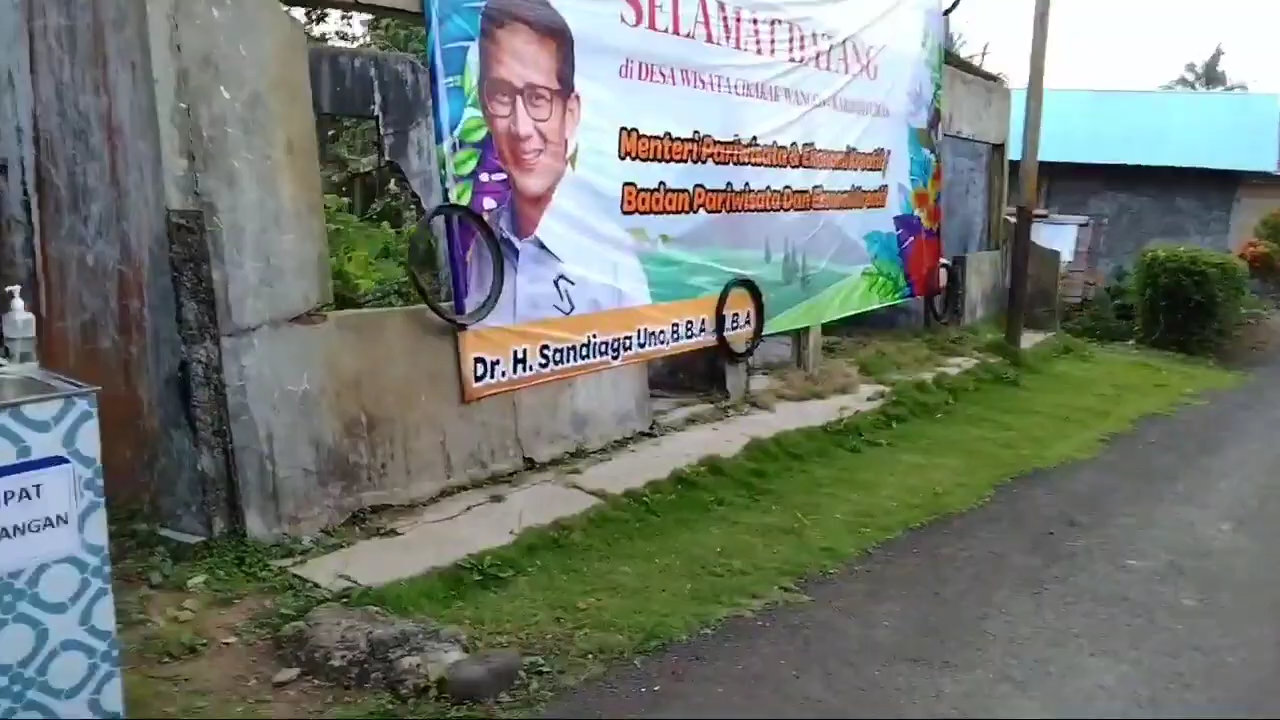 SELAMAT DATANG
di DESA WISATA
Menteri Pariwisata & Ekonomi Kreatif /
Badan Pariwisata Dan Ekonomi Kreatif
Dr. H. Sandiaga Uno,B.B.A .B.A
PAT
ANGAN